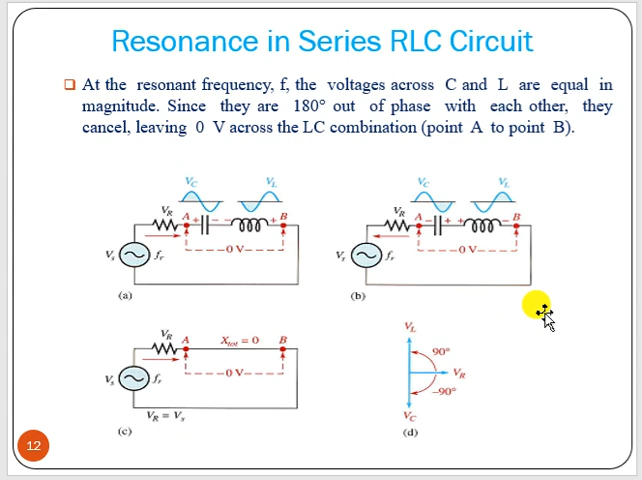 Resonance in Series RLC Circuit
At the resonant frequency, f, the voltages across C and L are equal in
magnitude. Since they are 180° out of phase with each other, they
cancel, leaving 0 V across the LC combination (point A to point B).
VC VL
VR A + - - + B
Vs fr 0 V
(a)
VC VL
VR A - + + - B
Vs fr 0 V
(b)
VR A Xtot = 0 B
Vs fr 0 V
VR = Vs
(c)
VL
90°
VR
-90°
VC
(d)
12